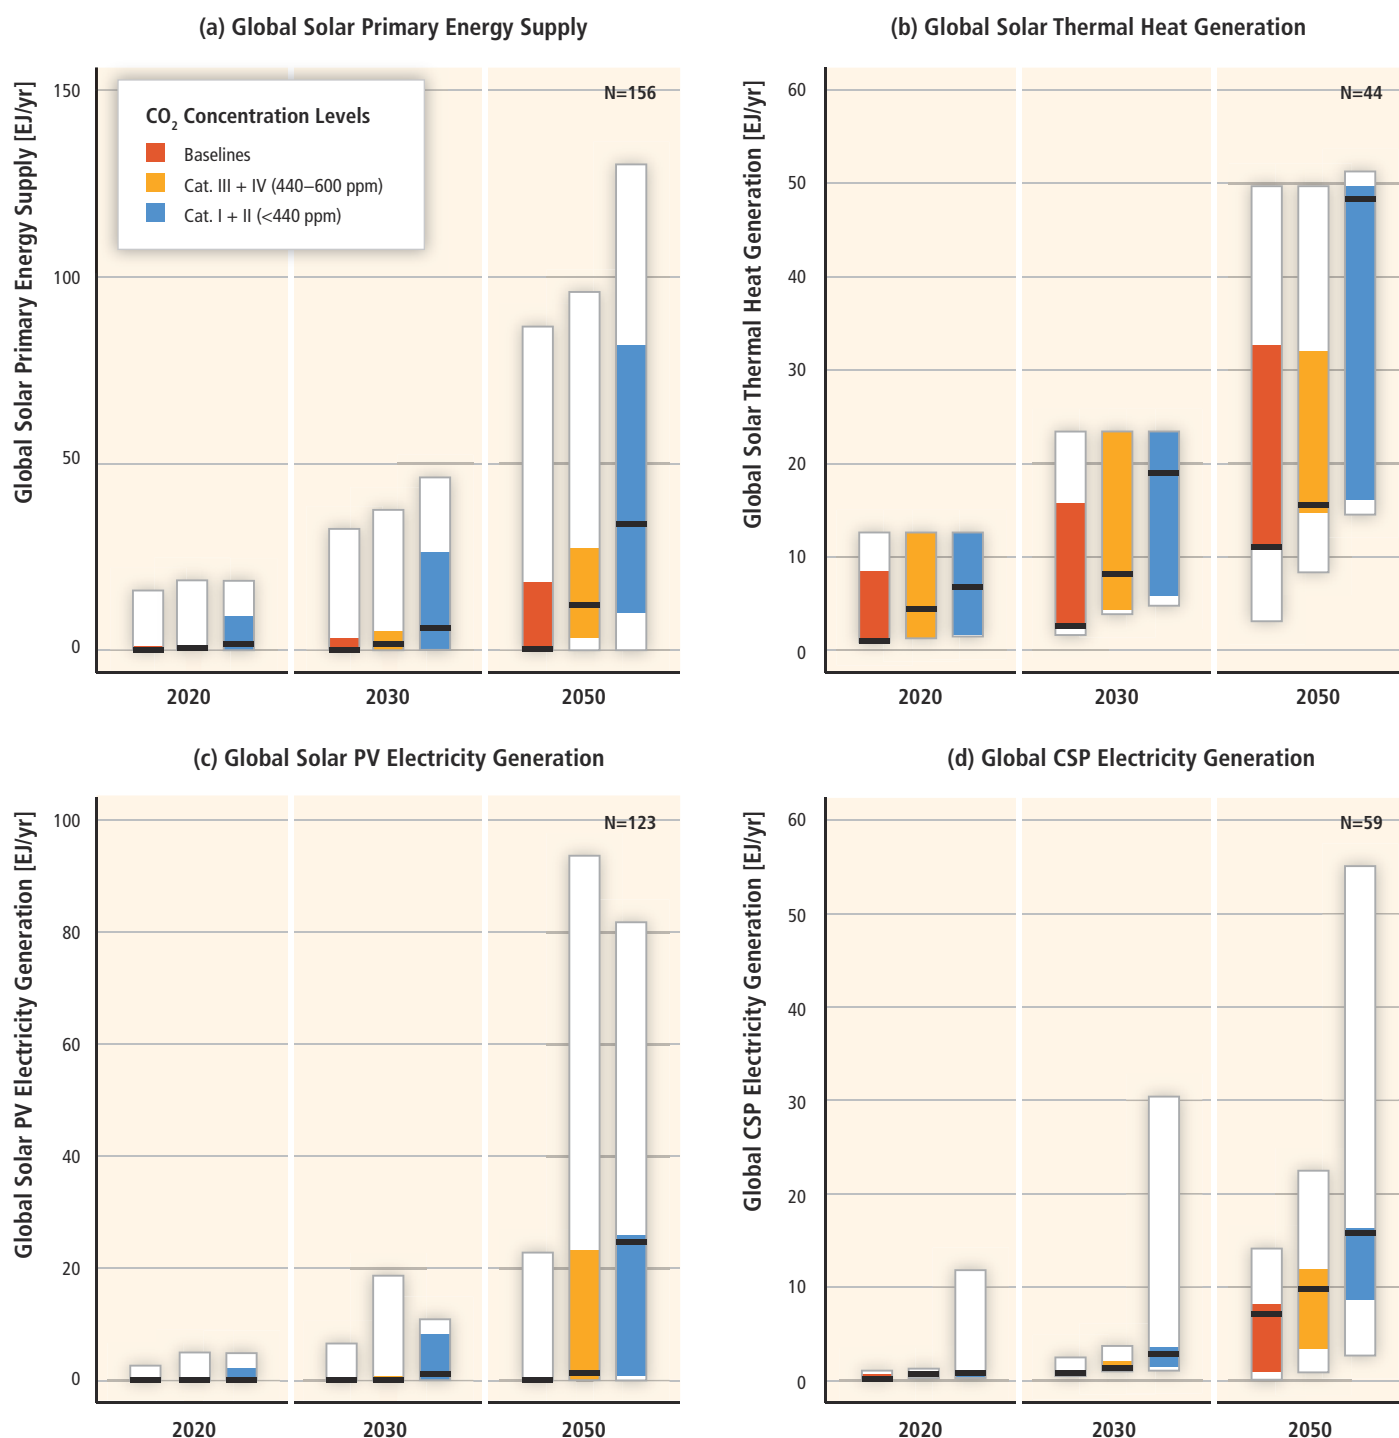 (a) Global Solar Primary Energy Supply
Global Solar Primary Energy Supply [EJ/yr]
150
100
50
0
N=156
CO2 Concentration Levels
Baselines
Cat. III + IV (440–600 ppm)
Cat. I + II (<440 ppm)
2020
2030
2050
(b) Global Solar Thermal Heat Generation
Global Solar Thermal Heat Generation [EJ/yr]
60
50
40
30
20
10
0
N=44
2020
2030
2050
(c) Global Solar PV Electricity Generation
Global Solar PV Electricity Generation [EJ/yr]
100
80
60
40
20
0
N=123
2020
2030
2050
(d) Global CSP Electricity Generation
Global CSP Electricity Generation [EJ/yr]
60
50
40
30
20
10
0
N=59
2020
2030
2050